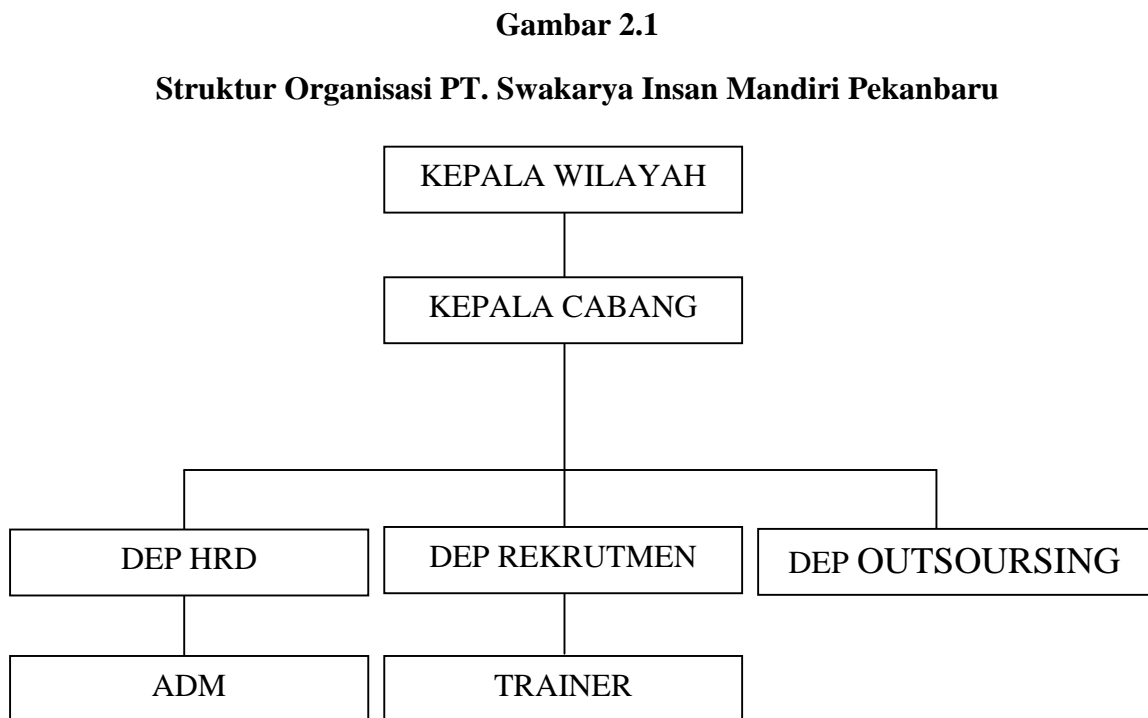 Gambar 2.1
Struktur Organisasi PT. Swakarya Insan Mandiri Pekanbaru
KEPALA WILAYAH
KEPALA CABANG
DEP HRD
DEP REKRUTMEN
DEP OUTSOURSING
ADM
TRAINER